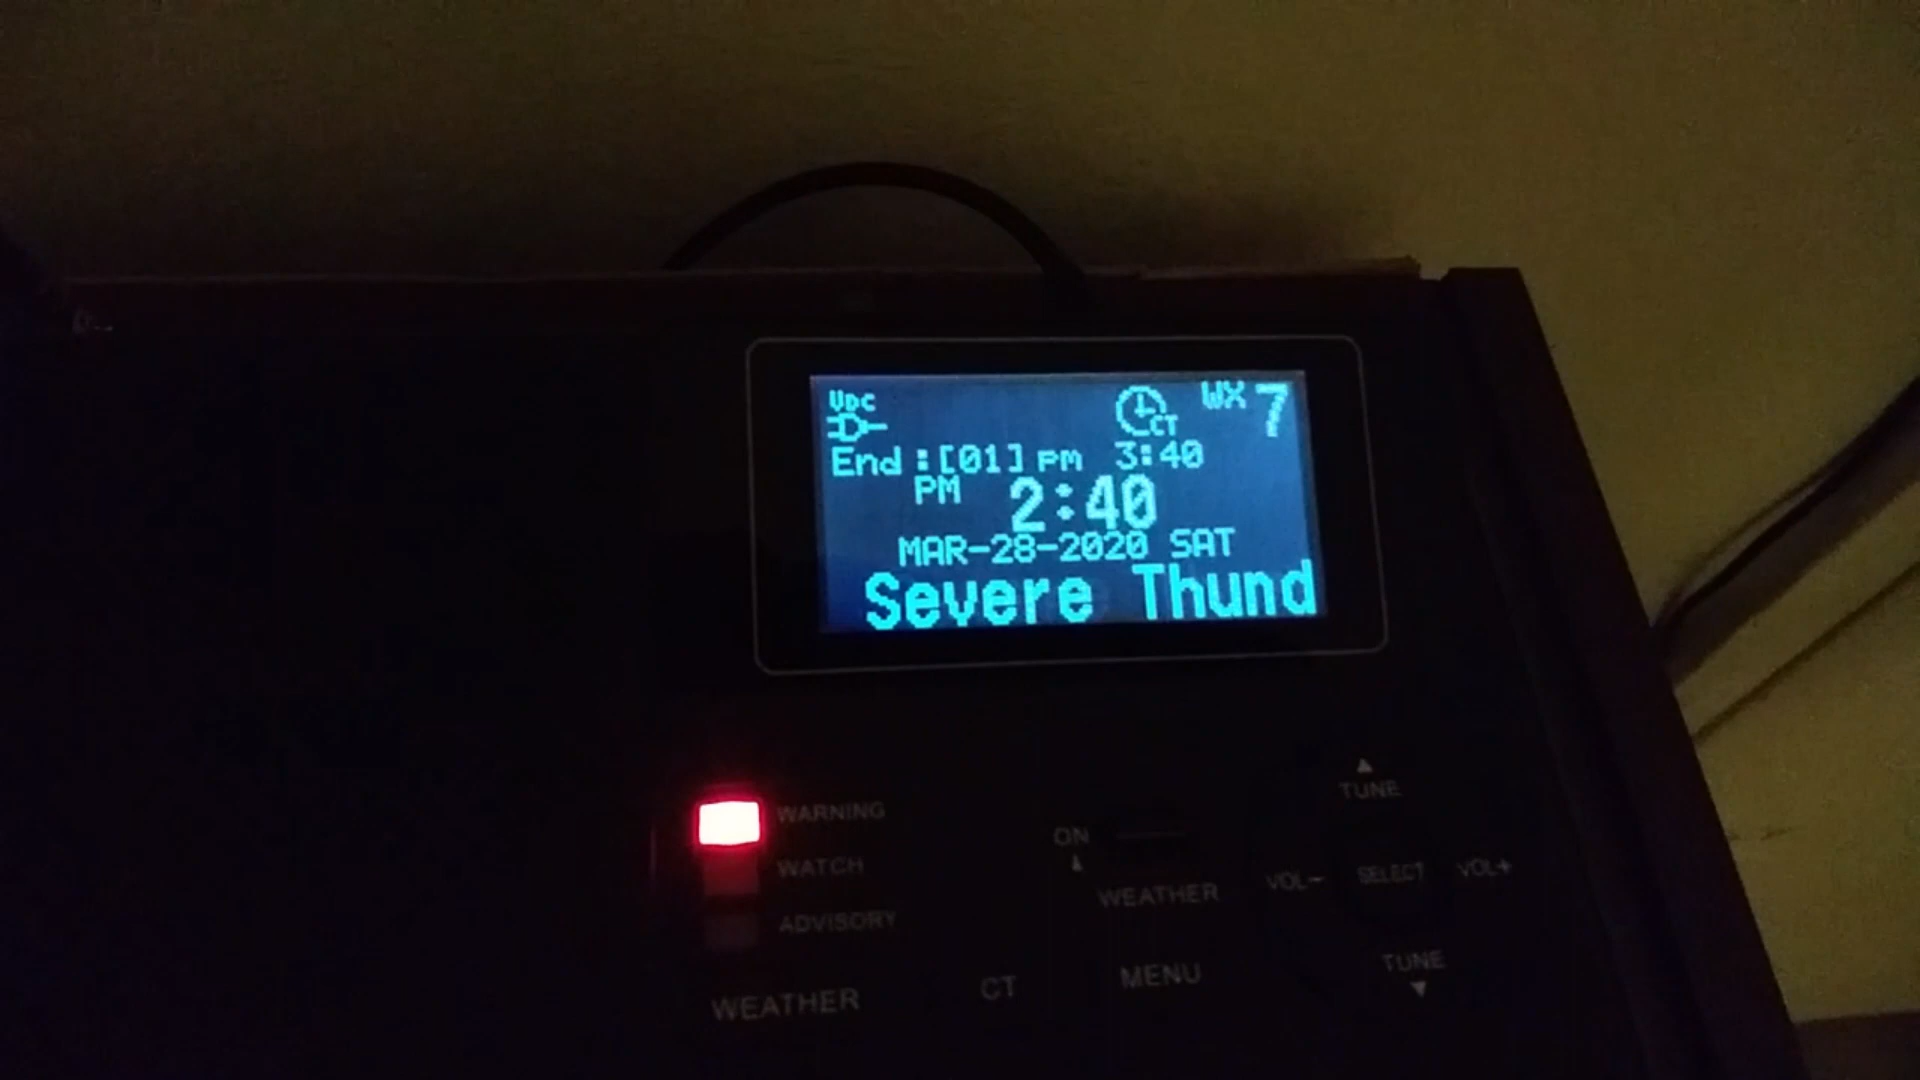 VDC
CT
WX 7
End :[01] pm 3:40
PM 2:40
MAR-28-2020 SAT
Severe Thund
WARNING
WATCH
ADVISORY
WEATHER
CT
MENU
ON
WEATHER
TUNE
VOL-
SELECT
VOL+
TUNE